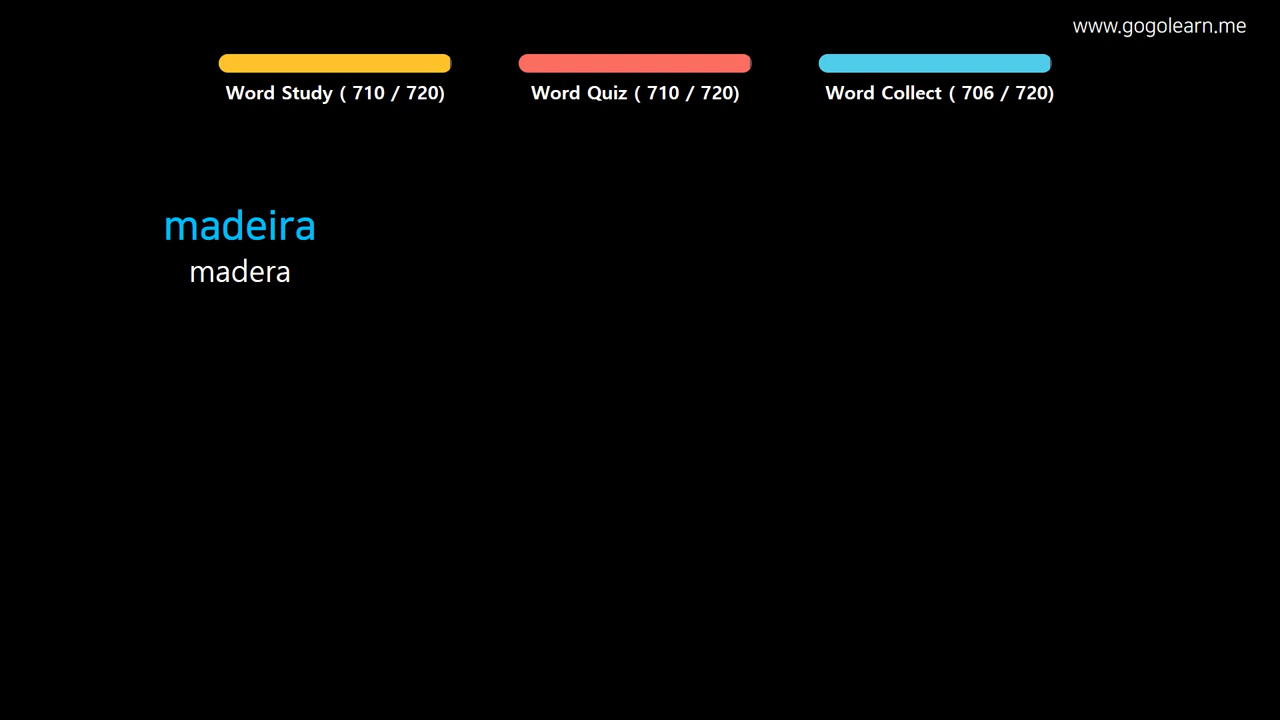 www.gogolearn.me
Word Study ( 710 / 720)
Word Quiz ( 710 / 720)
Word Collect ( 706 / 720)
madeira
madera